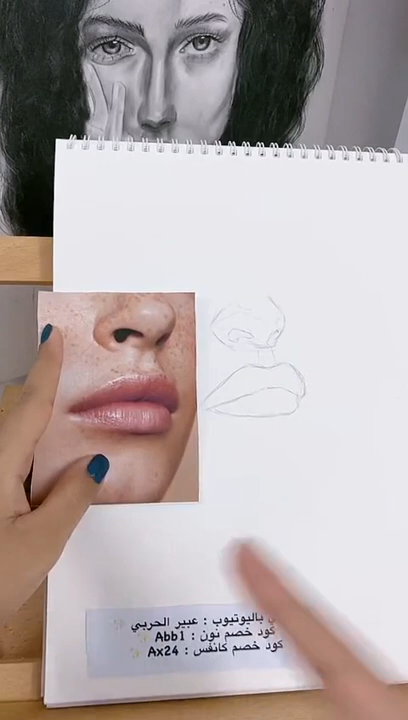 باليوتيوب : عبير الحربي
كود خصم نون : Abb1
كود خصم كانفس : Ax24